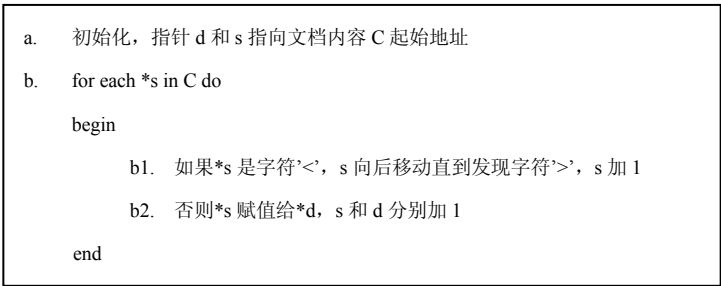 a. 初始化，指针 d 和 s 指向文档内容 C 起始地址
b. for each *s in C do
begin
b1. 如果*s 是字符’<’，s 向后移动直到发现字符’>’，s 加 1
b2. 否则*s 赋值给*d，s 和 d 分别加 1
end